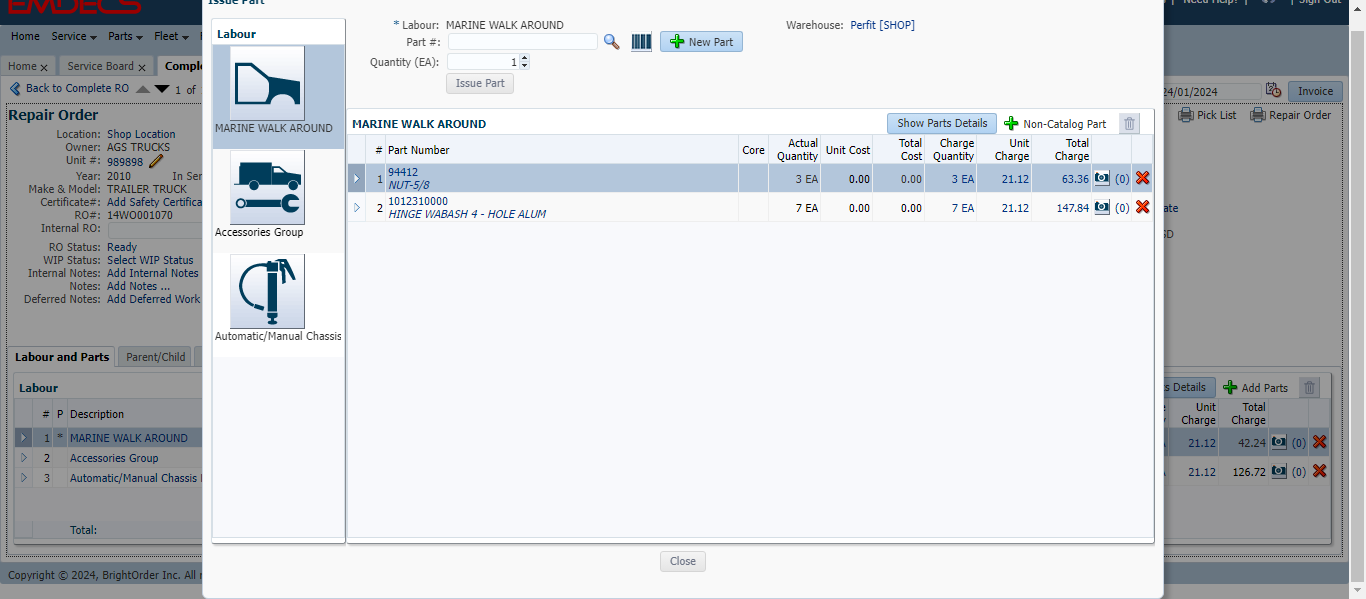 EMDECS
Issue Part
Need Help?
Sign Out
Home Service Parts Fleet
Home x Service Board x
Back to Complete RO 1 of
24/01/2024 Invoice
Pick List Repair Order
Repair Order
Location: Shop Location
Owner: AGS TRUCKS
Unit #: 989898
Year: 2010 In Ser
Make & Model: TRAILER TRUCK
Certificate#: Add Safety Certifica
RO#: 14WO001070
Internal RO:
RO Status: Ready
WIP Status: Select WIP Status
Internal Notes: Add Internal Notes
Notes: Add Notes ...
Deferred Notes: Add Deferred Work
Labour and Parts Parent/Child
Labour
# P Description
1 * MARINE WALK AROUND
2 Accessories Group
3 Automatic/Manual Chassis
Total:
Copyright © 2024, BrightOrder Inc. All
Labour
MARINE WALK AROUND
Accessories Group
Automatic/Manual Chassis
* Labour: MARINE WALK AROUND Warehouse: Perfit [SHOP]
Part #: New Part
Quantity (EA): 1
Issue Part
MARINE WALK AROUND Show Parts Details Non-Catalog Part
# Part Number Core Actual Quantity Unit Cost Total Cost Charge Quantity Unit Charge Total Charge
1 94412 3 EA 0.00 0.00 3 EA 21.12 63.36 (0)
NUT-5/8
2 1012310000 7 EA 0.00 0.00 7 EA 21.12 147.84 (0)
HINGE WABASH 4 - HOLE ALUM
Close
ate
SD
s Details Add Parts
Unit Charge Total Charge
21.12 42.24 (0)
21.12 126.72 (0)